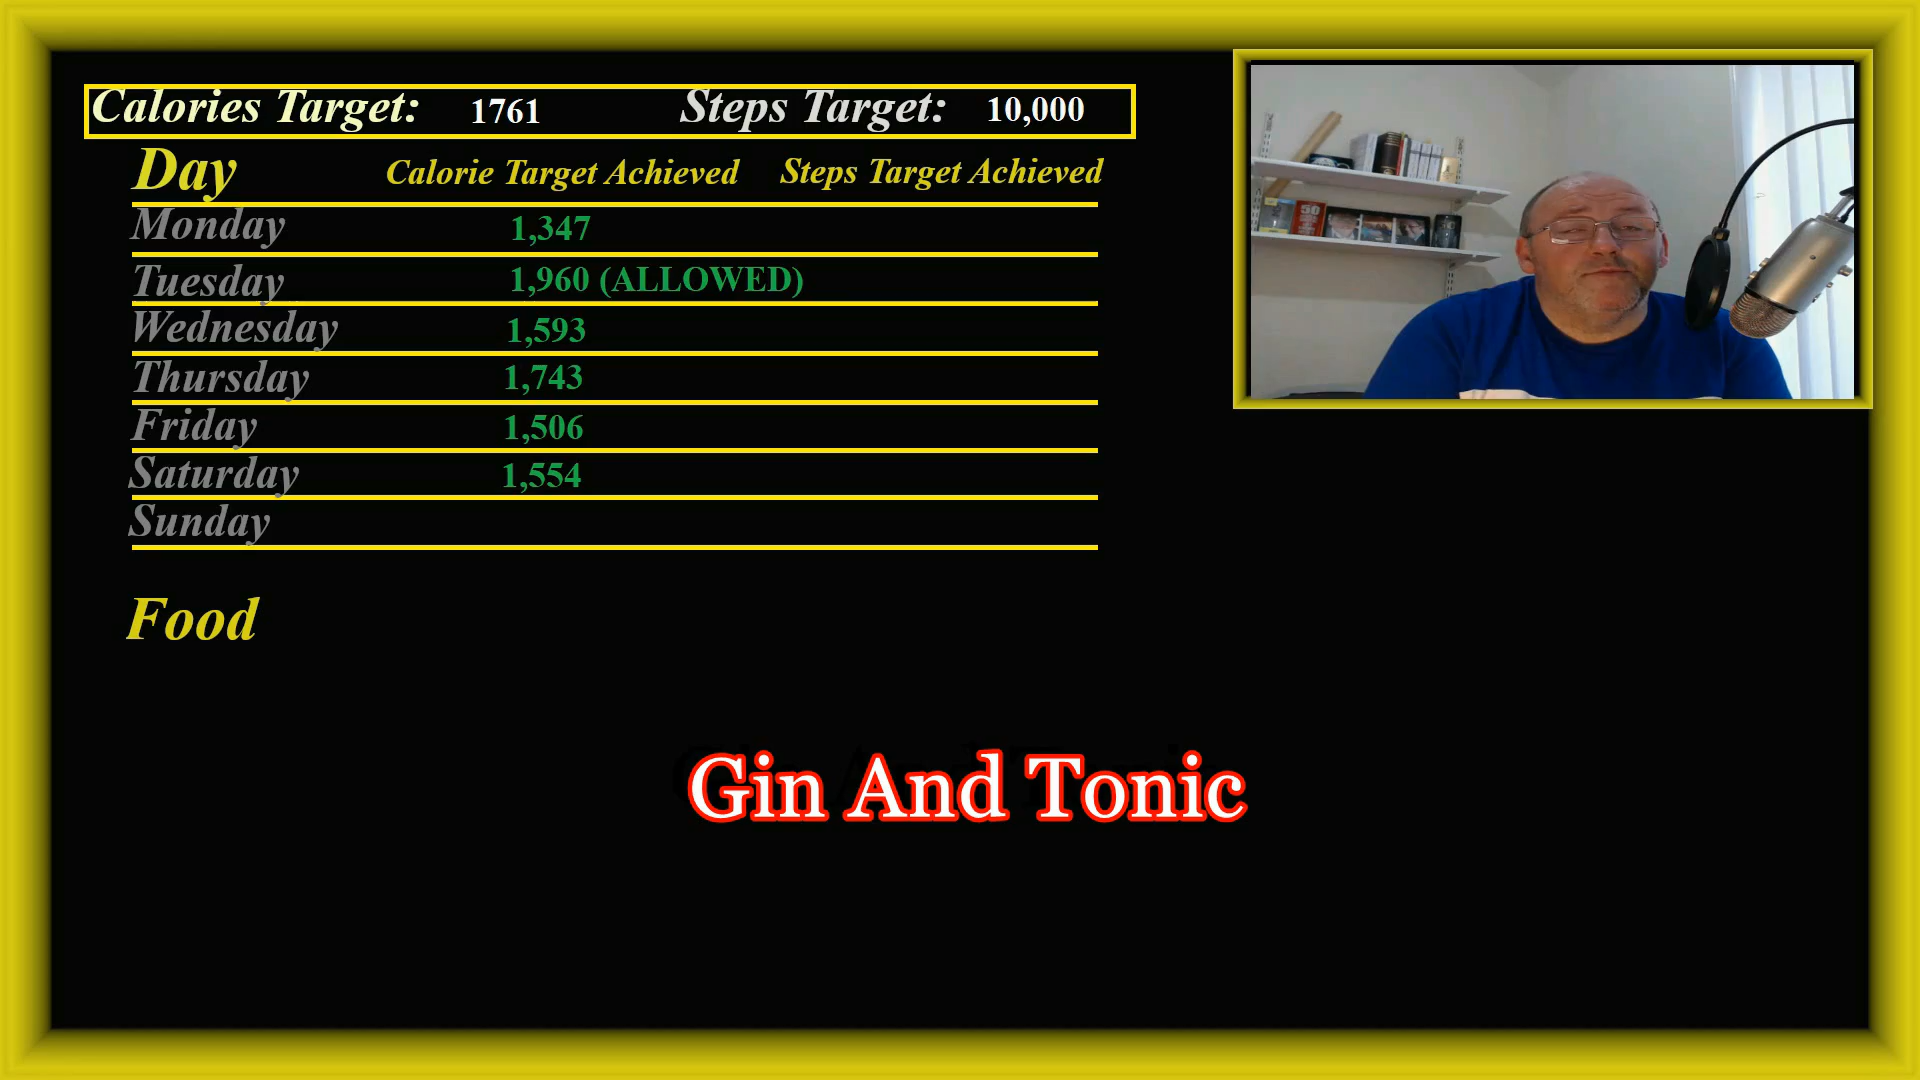 Calories Target: 1761 Steps Target: 10,000
Day Calorie Target Achieved Steps Target Achieved
Monday 1,347
Tuesday 1,960 (ALLOWED)
Wednesday 1,593
Thursday 1,743
Friday 1,506
Saturday 1,554
Sunday
Food
Gin And Tonic
50